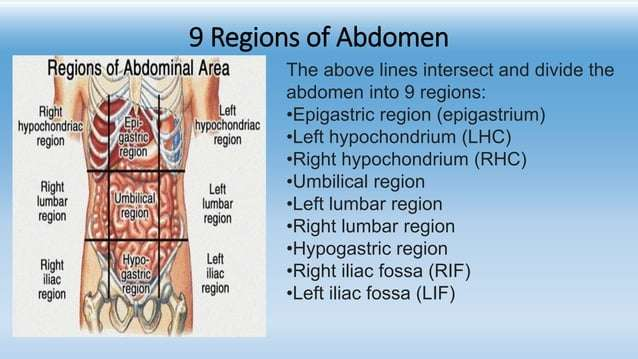 9 Regions of Abdomen
Regions of Abdominal Area
Right
hypochondriac
region
Epi-
gastric
region
Left
hypochondriac
region
Right
lumbar
region
Umbilical
region
Left
lumbar
region
Right
iliac
region
Hypo-
gastric
region
Left
iliac
region
The above lines intersect and divide the
abdomen into 9 regions:
•Epigastric region (epigastrium)
•Left hypochondrium (LHC)
•Right hypochondrium (RHC)
•Umbilical region
•Left lumbar region
•Right lumbar region
•Hypogastric region
•Right iliac fossa (RIF)
•Left iliac fossa (LIF)